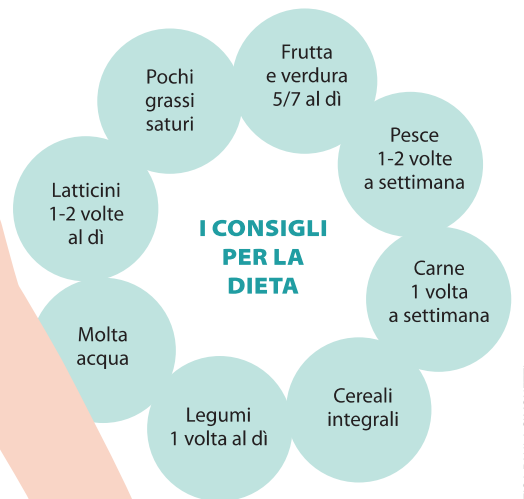 I CONSIGLI
PER LA
DIETA
Frutta
e verdura
5/7 al dì
Pesce
1-2 volte
a settimana
Carne
1 volta
a settimana
Cereali
integrali
Legumi
1 volta al dì
Molta
acqua
Latticini
1-2 volte
al dì
Pochi
grassi
saturi